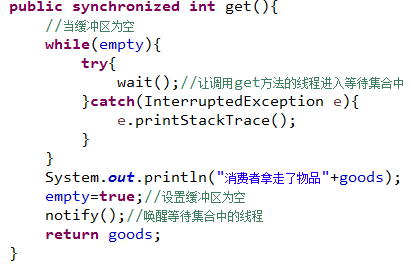 public synchronized int get(){
//当缓冲区为空
while(empty){
try{
wait();//让调用get方法的线程进入等待集合中
}catch(InterruptedException e){
e.printStackTrace();
}
}
System.out.println("消费者拿走了物品"+goods);
empty=true;//设置缓冲区为空
notify();//唤醒等待集合中的线程
return goods;
}